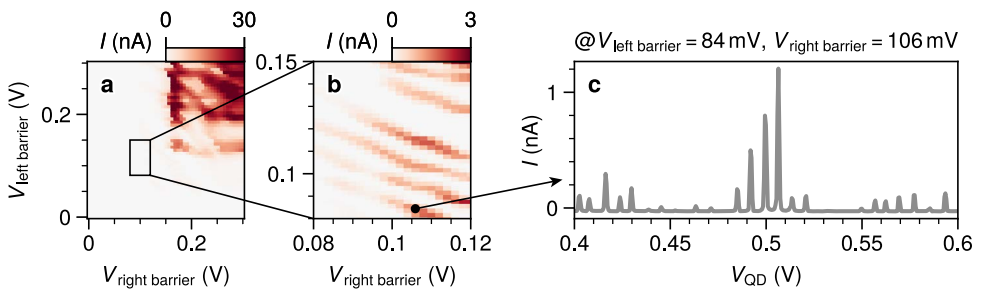 I (nA)
0
30
a
0.2
0
V left barrier (V)
0
0.2
V right barrier (V)
I (nA)
0
3
b
0.15
0.1
0.08
0.1
0.12
V right barrier (V)
@V left barrier = 84 mV, V right barrier = 106 mV
c
1
0
I (nA)
0.4
0.45
0.5
0.55
0.6
V QD (V)